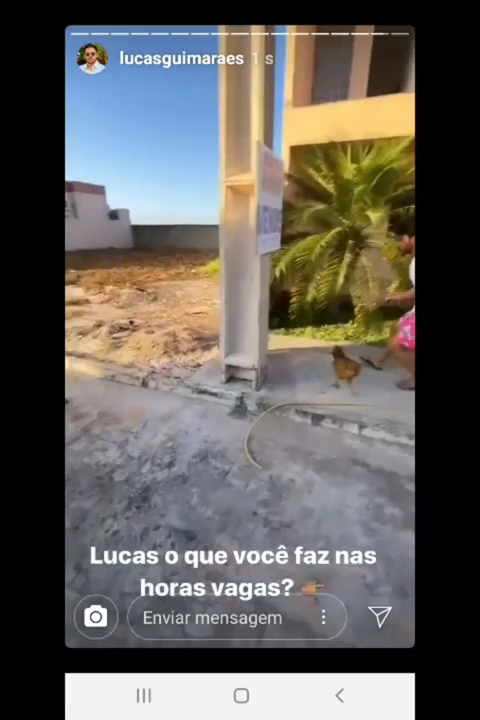 lucasguimaraes 1 s
Lucas o que você faz nas
horas vagas?
Enviar mensagem